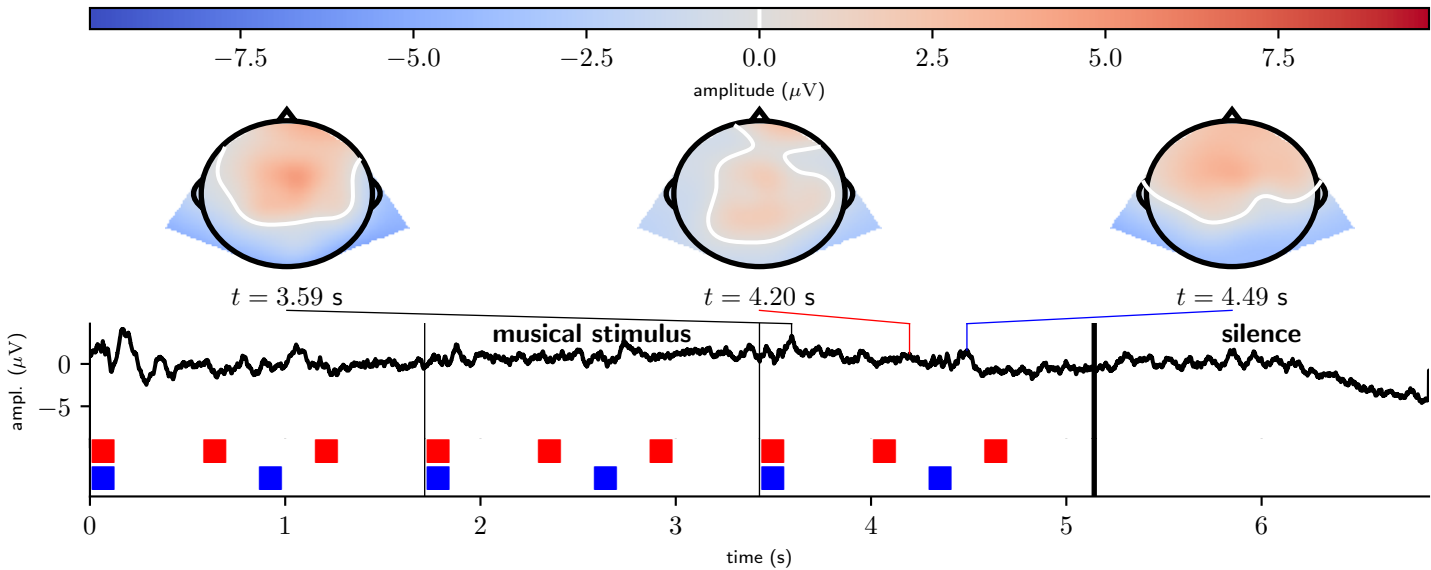 −7.5 −5.0 −2.5 0.0 2.5 5.0 7.5
amplitude (μV)
t = 3.59 s t = 4.20 s t = 4.49 s
musical stimulus silence
ampl. (μV)
0
−5
0 1 2 3 4 5 6
time (s)